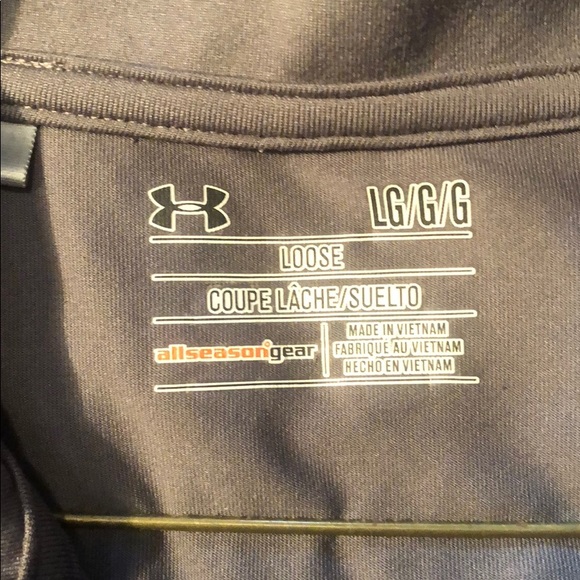 LG/G/G
LOOSE
COUPE LÂCHE/SUELTO
allseasongear
MADE IN VIETNAM
FABRIQUÉ AU VIETNAM
HECHO EN VIETNAM